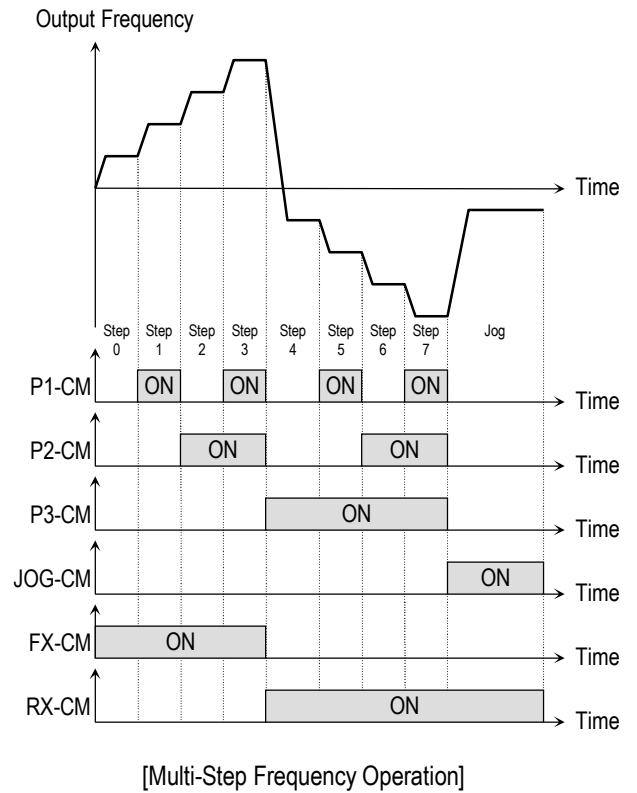 Output Frequency
Time
Step Step Step Step Step Step Step Step Jog
0 1 2 3 4 5 6 7
P1-CM ON ON ON ON Time
P2-CM ON ON Time
P3-CM ON Time
JOG-CM ON Time
FX-CM ON Time
RX-CM ON Time
[Multi-Step Frequency Operation]